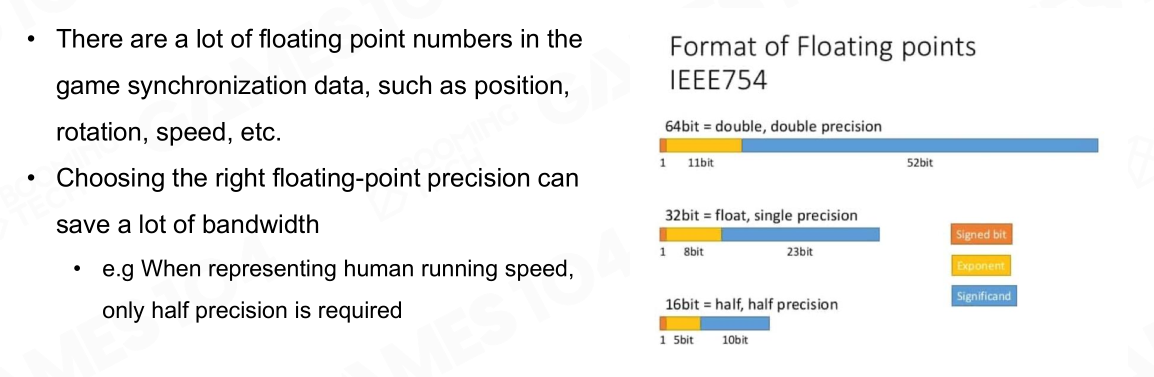 • There are a lot of floating point numbers in the
game synchronization data, such as position,
rotation, speed, etc.
• Choosing the right floating-point precision can
save a lot of bandwidth
• e.g When representing human running speed,
only half precision is required
Format of Floating points
IEEE754
64bit = double, double precision
1 11bit 52bit
32bit = float, single precision
1 8bit 23bit
16bit = half, half precision
1 5bit 10bit
Signed bit
Exponent
Significand